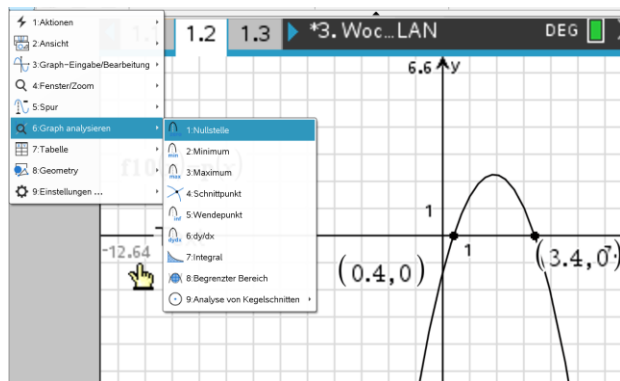 1.2
1.3
*3. Woc…LAN
DEG
1:Aktionen
2:Ansicht
3:Graph-Eingabe/Bearbeitung
4:Fenster/Zoom
5:Spur
6:Graph analysieren
7:Tabelle
8:Geometry
9:Einstellungen ...
1:Nullstelle
2:Minimum
3:Maximum
4:Schnittpunkt
5:Wendepunkt
6:dy/dx
7:Integral
8:Begrenzter Bereich
9:Analyse von Kegelschnitten
6.6
y
1
1
-12.64
(0.4,0)
(3.4,0)